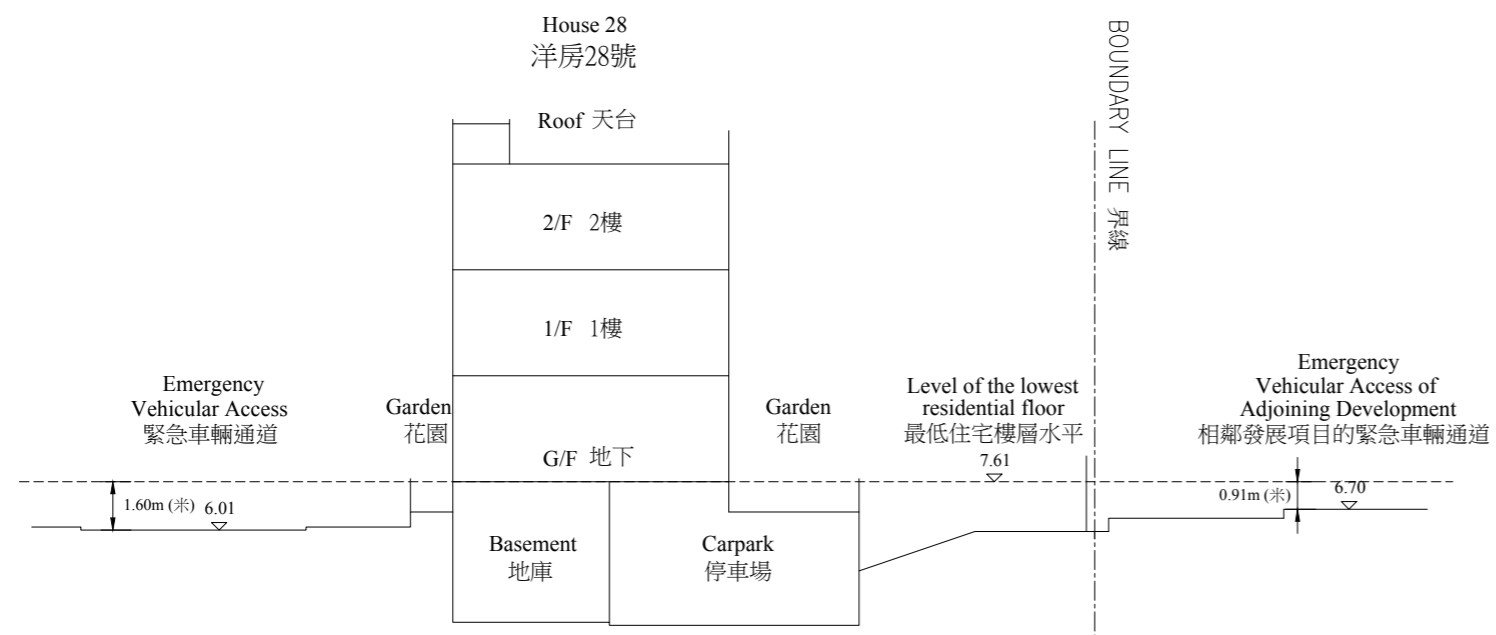 House 28
洋房28號
BOUNDARY LINE 界線
Roof 天台
2/F 2樓
1/F 1樓
Emergency
Vehicular Access
緊急車輛通道
Garden
花園
G/F 地下
Garden
花園
Level of the lowest
residential floor
最低住宅樓層水平
7.61
Emergency
Vehicular Access of
Adjoining Development
相鄰發展項目的緊急車輛通道
1.60m (米)
6.01
0.91m (米)
6.70
Basement
地庫
Carpark
停車場